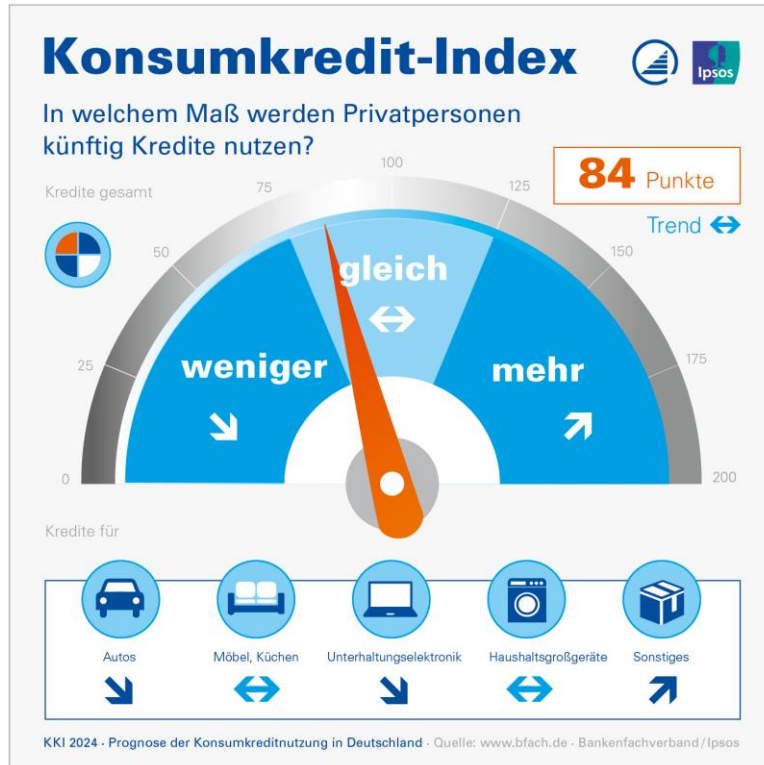 Konsumkredit-Index
Ipsos
In welchem Maß werden Privatpersonen
künftig Kredite nutzen?
Kredite gesamt
84 Punkte
Trend
0
25
50
75
100
125
150
175
200
weniger
gleich
mehr
Kredite für
Autos
Möbel, Küchen
Unterhaltungselektronik
Haushaltsgroßgeräte
Sonstiges
KKI 2024 · Prognose der Konsumkreditnutzung in Deutschland · Quelle: www.bfach.de · Bankenfachverband/Ipsos